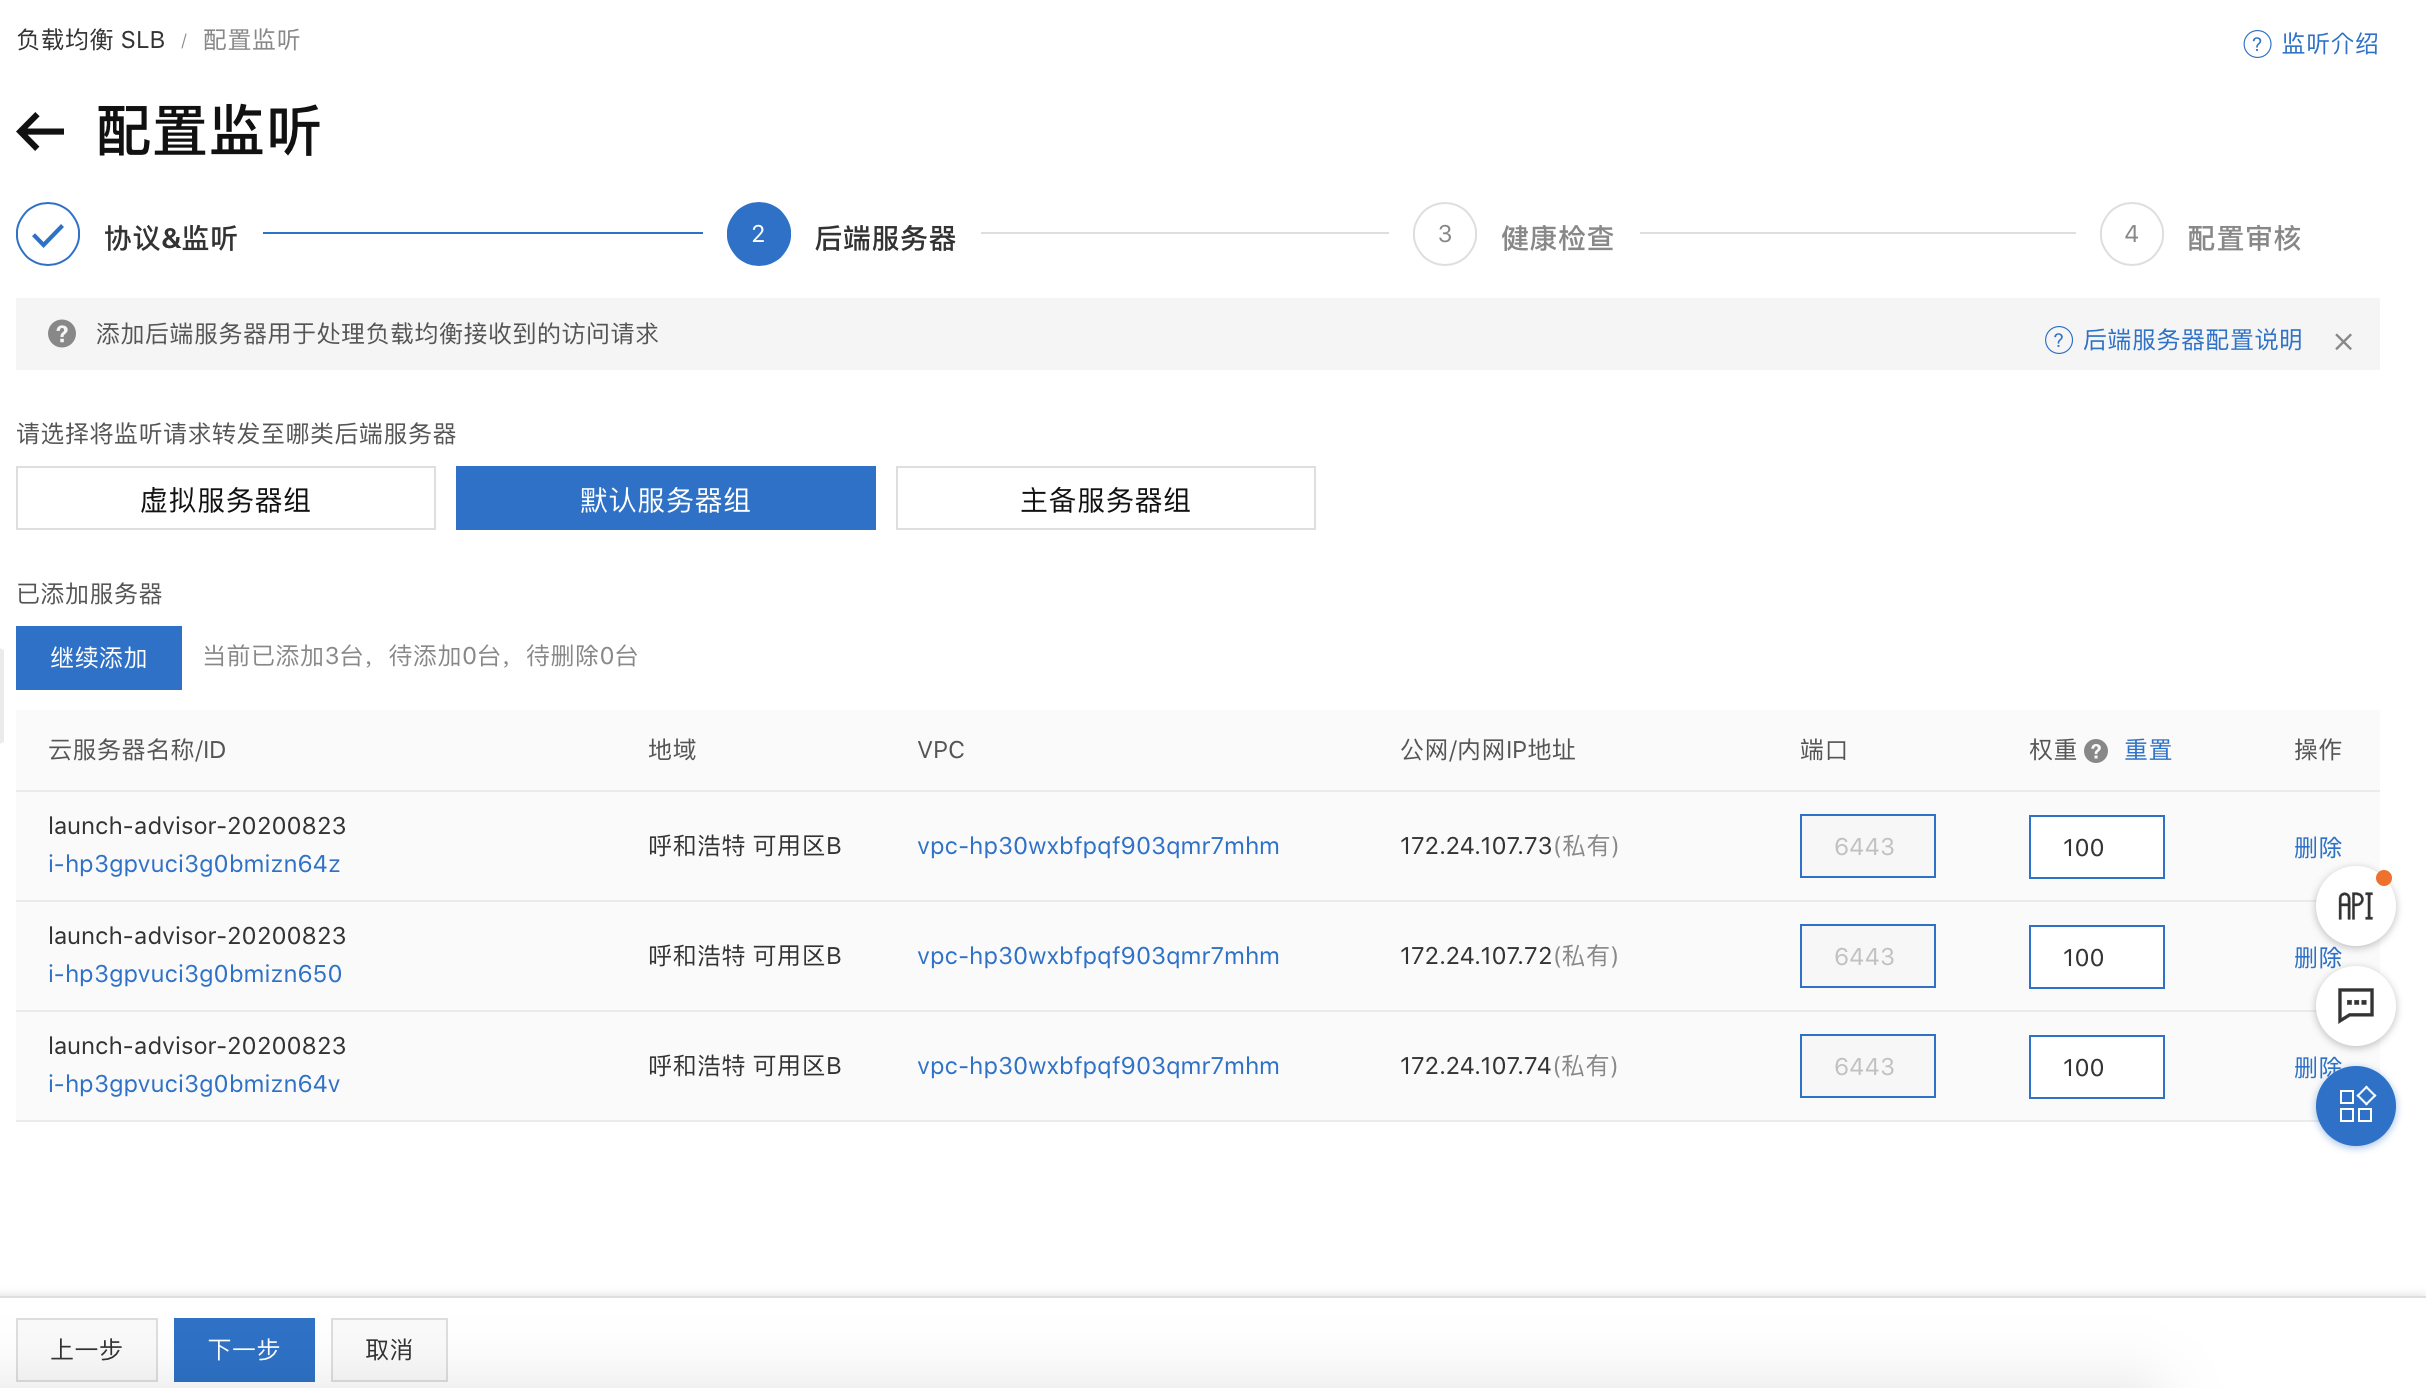 负载均衡 SLB / 配置监听
? 监听介绍
← 配置监听
协议&监听
2 后端服务器
3 健康检查
4 配置审核
? 添加后端服务器用于处理负载均衡接收到的访问请求
? 后端服务器配置说明 ×
请选择将监听请求转发至哪类后端服务器
虚拟服务器组 默认服务器组 主备服务器组
已添加服务器
继续添加 当前已添加3台，待添加0台，待删除0台
云服务器名称/ID 地域 VPC 公网/内网IP地址 端口 权重 ? 重置 操作
launch-advisor-20200823
i-hp3gpvuci3g0bmizn64z
呼和浩特 可用区B vpc-hp30wxbfpqf903qmr7mhm 172.24.107.73(私有) 6443 100 删除
API
launch-advisor-20200823
i-hp3gpvuci3g0bmizn650
呼和浩特 可用区B vpc-hp30wxbfpqf903qmr7mhm 172.24.107.72(私有) 6443 100 删除
launch-advisor-20200823
i-hp3gpvuci3g0bmizn64v
呼和浩特 可用区B vpc-hp30wxbfpqf903qmr7mhm 172.24.107.74(私有) 6443 100 删除
上一步 下一步 取消